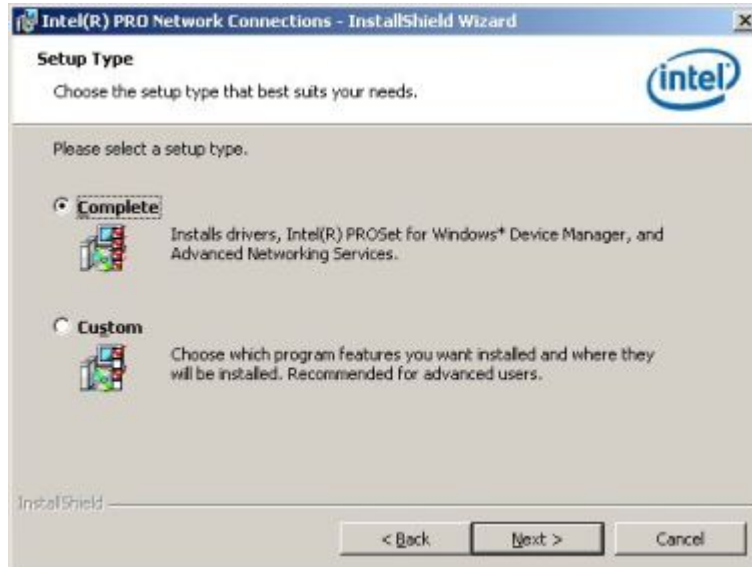 Intel(R) PRO Network Connections - InstallShield Wizard
Setup Type
Choose the setup type that best suits your needs.
intel
Please select a setup type.
Complete
Installs drivers, Intel(R) PROSet for Windows* Device Manager, and
Advanced Networking Services.
Custom
Choose which program features you want installed and where they
will be installed. Recommended for advanced users.
InstallShield
< Back
Next >
Cancel